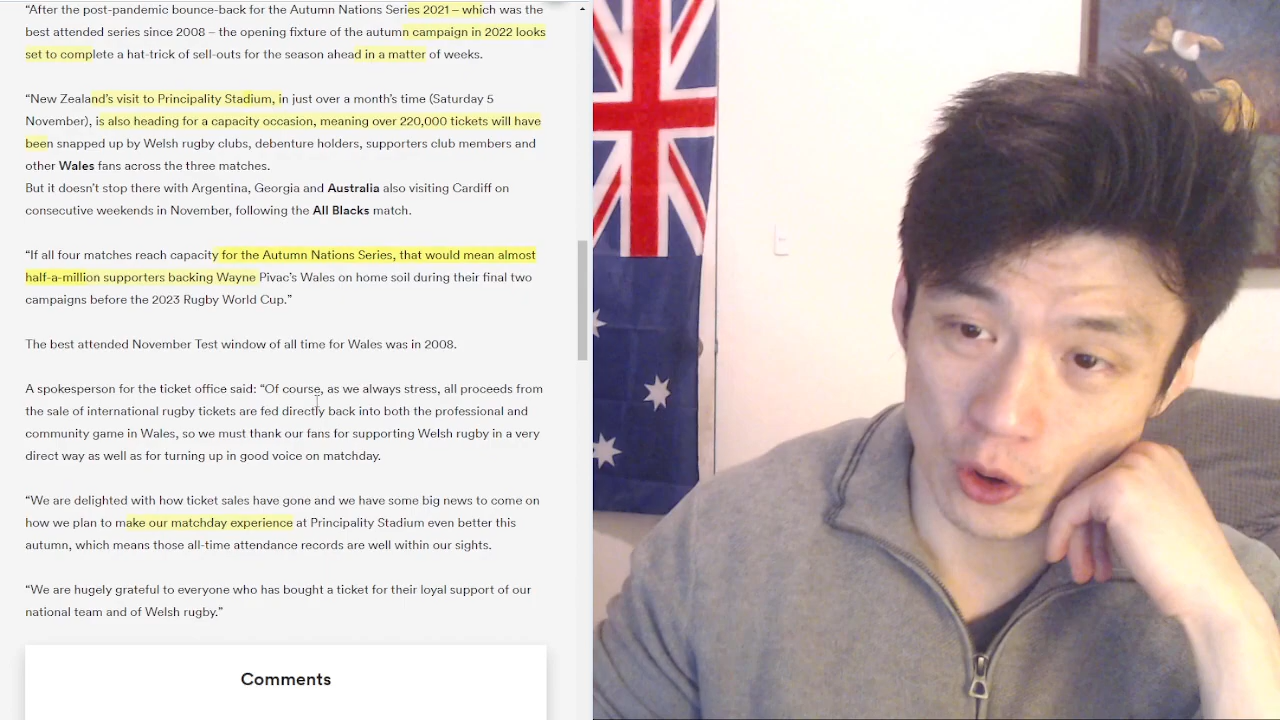 “After the post-pandemic bounce-back for the Autumn Nations Series 2021 – which was the
best attended series since 2008 – the opening fixture of the autumn campaign in 2022 looks
set to complete a hat-trick of sell-outs for the season ahead in a matter of weeks.
“New Zealand’s visit to Principality Stadium, in just over a month’s time (Saturday 5
November), is also heading for a capacity occasion, meaning over 220,000 tickets will have
been snapped up by Welsh rugby clubs, debenture holders, supporters club members and
other Wales fans across the three matches.
But it doesn’t stop there with Argentina, Georgia and Australia also visiting Cardiff on
consecutive weekends in November, following the All Blacks match.
“If all four matches reach capacity for the Autumn Nations Series, that would mean almost
half-a-million supporters backing Wayne Pivac’s Wales on home soil during their final two
campaigns before the 2023 Rugby World Cup.”
The best attended November Test window of all time for Wales was in 2008.
A spokesperson for the ticket office said: “Of course, as we always stress, all proceeds from
the sale of international rugby tickets are fed directly back into both the professional and
community game in Wales, so we must thank our fans for supporting Welsh rugby in a very
direct way as well as for turning up in good voice on matchday.
“We are delighted with how ticket sales have gone and we have some big news to come on
how we plan to make our matchday experience at Principality Stadium even better this
autumn, which means those all-time attendance records are well within our sights.
“We are hugely grateful to everyone who has bought a ticket for their loyal support of our
national team and of Welsh rugby.”
Comments